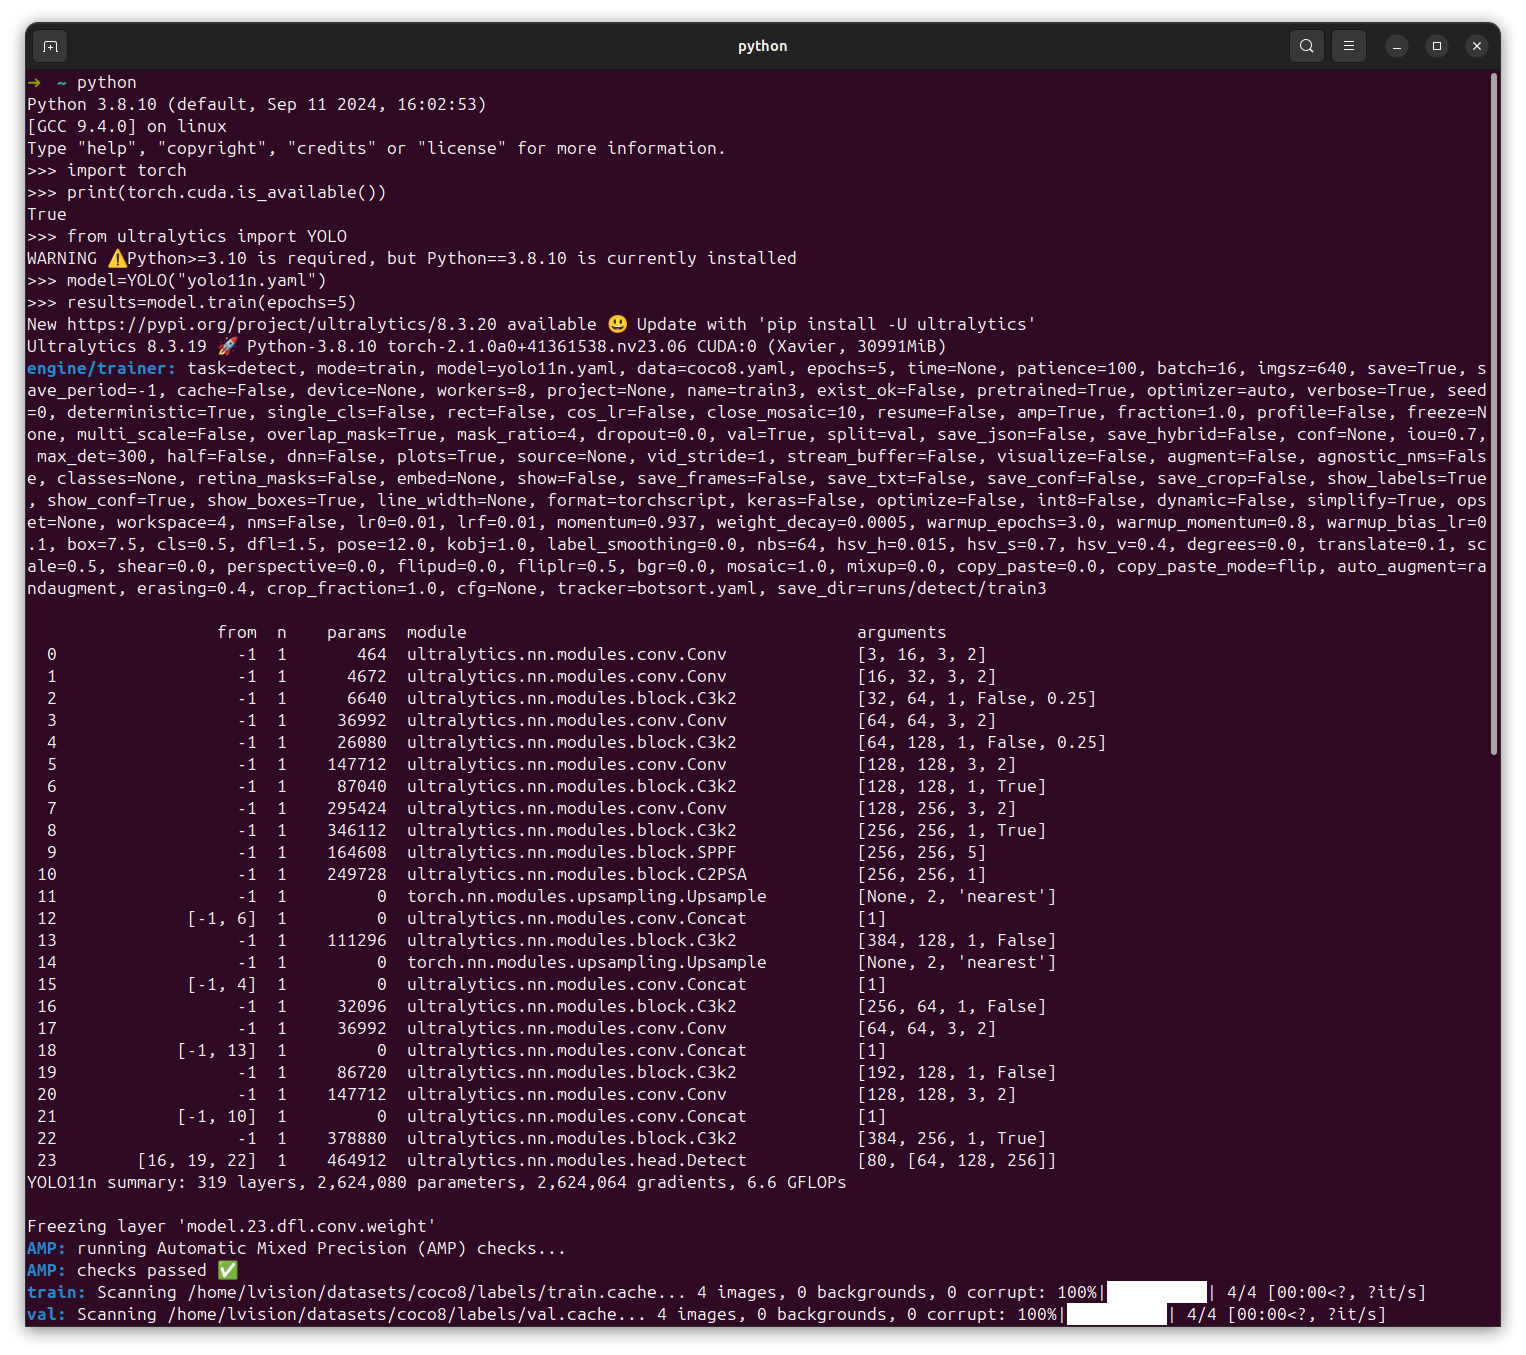 python
➜  ~ python
Python 3.8.10 (default, Sep 11 2024, 16:02:53)
[GCC 9.4.0] on linux
Type "help", "copyright", "credits" or "license" for more information.
>>> import torch
>>> print(torch.cuda.is_available())
True
>>> from ultralytics import YOLO
WARNING ⚠️Python>=3.10 is required, but Python==3.8.10 is currently installed
>>> model=YOLO("yolo11n.yaml")
>>> results=model.train(epochs=5)
New https://pypi.org/project/ultralytics/8.3.20 available 😃 Update with 'pip install -U ultralytics'
Ultralytics 8.3.19 🚀 Python-3.8.10 torch-2.1.0a0+41361538.nv23.06 CUDA:0 (Xavier, 30991MiB)
engine/trainer: task=detect, mode=train, model=yolo11n.yaml, data=coco8.yaml, epochs=5, time=None, patience=100, batch=16, imgsz=640, save=True, s
ave_period=-1, cache=False, device=None, workers=8, project=None, name=train3, exist_ok=False, pretrained=True, optimizer=auto, verbose=True, seed
=0, deterministic=True, single_cls=False, rect=False, cos_lr=False, close_mosaic=10, resume=False, amp=True, fraction=1.0, profile=False, freeze=N
one, multi_scale=False, overlap_mask=True, mask_ratio=4, dropout=0.0, val=True, split=val, save_json=False, save_hybrid=False, conf=None, iou=0.7,
 max_det=300, half=False, dnn=False, plots=True, source=None, vid_stride=1, stream_buffer=False, visualize=False, augment=False, agnostic_nms=Fals
e, classes=None, retina_masks=False, embed=None, show=False, save_frames=False, save_txt=False, save_conf=False, save_crop=False, show_labels=True
, show_conf=True, show_boxes=True, line_width=None, format=torchscript, keras=False, optimize=False, int8=False, dynamic=False, simplify=True, ops
et=None, workspace=4, nms=False, lr0=0.01, lrf=0.01, momentum=0.937, weight_decay=0.0005, warmup_epochs=3.0, warmup_momentum=0.8, warmup_bias_lr=0
.1, box=7.5, cls=0.5, dfl=1.5, pose=12.0, kobj=1.0, label_smoothing=0.0, nbs=64, hsv_h=0.015, hsv_s=0.7, hsv_v=0.4, degrees=0.0, translate=0.1, sc
ale=0.5, shear=0.0, perspective=0.0, flipud=0.0, fliplr=0.5, bgr=0.0, mosaic=1.0, mixup=0.0, copy_paste=0.0, copy_paste_mode=flip, auto_augment=ra
ndaugment, erasing=0.4, crop_fraction=1.0, cfg=None, tracker=botsort.yaml, save_dir=runs/detect/train3
                   from  n    params  module                                       arguments
  0                  -1  1       464  ultralytics.nn.modules.conv.Conv             [3, 16, 3, 2]
  1                  -1  1      4672  ultralytics.nn.modules.conv.Conv             [16, 32, 3, 2]
  2                  -1  1      6640  ultralytics.nn.modules.block.C3k2            [32, 64, 1, False, 0.25]
  3                  -1  1     36992  ultralytics.nn.modules.conv.Conv             [64, 64, 3, 2]
  4                  -1  1     26080  ultralytics.nn.modules.block.C3k2            [64, 128, 1, False, 0.25]
  5                  -1  1    147712  ultralytics.nn.modules.conv.Conv             [128, 128, 3, 2]
  6                  -1  1     87040  ultralytics.nn.modules.block.C3k2            [128, 128, 1, True]
  7                  -1  1    295424  ultralytics.nn.modules.conv.Conv             [128, 256, 3, 2]
  8                  -1  1    346112  ultralytics.nn.modules.block.C3k2            [256, 256, 1, True]
  9                  -1  1    164608  ultralytics.nn.modules.block.SPPF            [256, 256, 5]
 10                  -1  1    249728  ultralytics.nn.modules.block.C2PSA           [256, 256, 1]
 11                  -1  1         0  torch.nn.modules.upsampling.Upsample         [None, 2, 'nearest']
 12             [-1, 6]  1         0  ultralytics.nn.modules.conv.Concat           [1]
 13                  -1  1    111296  ultralytics.nn.modules.block.C3k2            [384, 128, 1, False]
 14                  -1  1         0  torch.nn.modules.upsampling.Upsample         [None, 2, 'nearest']
 15             [-1, 4]  1         0  ultralytics.nn.modules.conv.Concat           [1]
 16                  -1  1     32096  ultralytics.nn.modules.block.C3k2            [256, 64, 1, False]
 17                  -1  1     36992  ultralytics.nn.modules.conv.Conv             [64, 64, 3, 2]
 18            [-1, 13]  1         0  ultralytics.nn.modules.conv.Concat           [1]
 19                  -1  1     86720  ultralytics.nn.modules.block.C3k2            [192, 128, 1, False]
 20                  -1  1    147712  ultralytics.nn.modules.conv.Conv             [128, 128, 3, 2]
 21            [-1, 10]  1         0  ultralytics.nn.modules.conv.Concat           [1]
 22                  -1  1    378880  ultralytics.nn.modules.block.C3k2            [384, 256, 1, True]
 23        [16, 19, 22]  1    464912  ultralytics.nn.modules.head.Detect           [80, [64, 128, 256]]
YOLO11n summary: 319 layers, 2,624,080 parameters, 2,624,064 gradients, 6.6 GFLOPs
Freezing layer 'model.23.dfl.conv.weight'
AMP: running Automatic Mixed Precision (AMP) checks...
AMP: checks passed ✅
train: Scanning /home/lvision/datasets/coco8/labels/train.cache... 4 images, 0 backgrounds, 0 corrupt: 100%|██████████| 4/4 [00:00<?, ?it/s]
val: Scanning /home/lvision/datasets/coco8/labels/val.cache... 4 images, 0 backgrounds, 0 corrupt: 100%|██████████| 4/4 [00:00<?, ?it/s]